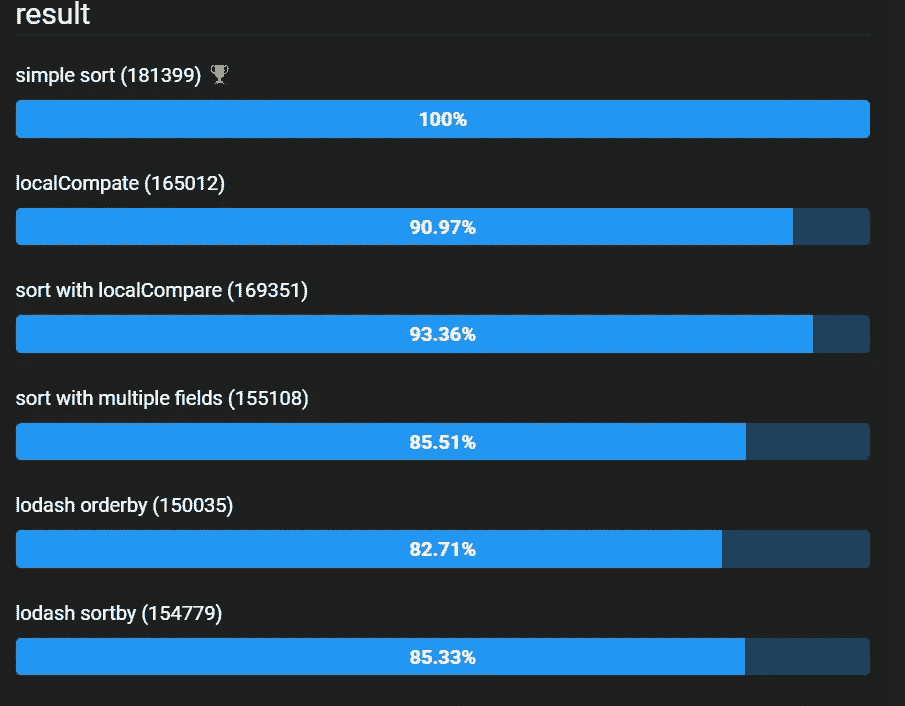 result
simple sort (181399)
100%
localCompate (165012)
90.97%
sort with localCompare (169351)
93.36%
sort with multiple fields (155108)
85.51%
lodash orderby (150035)
82.71%
lodash sortby (154779)
85.33%